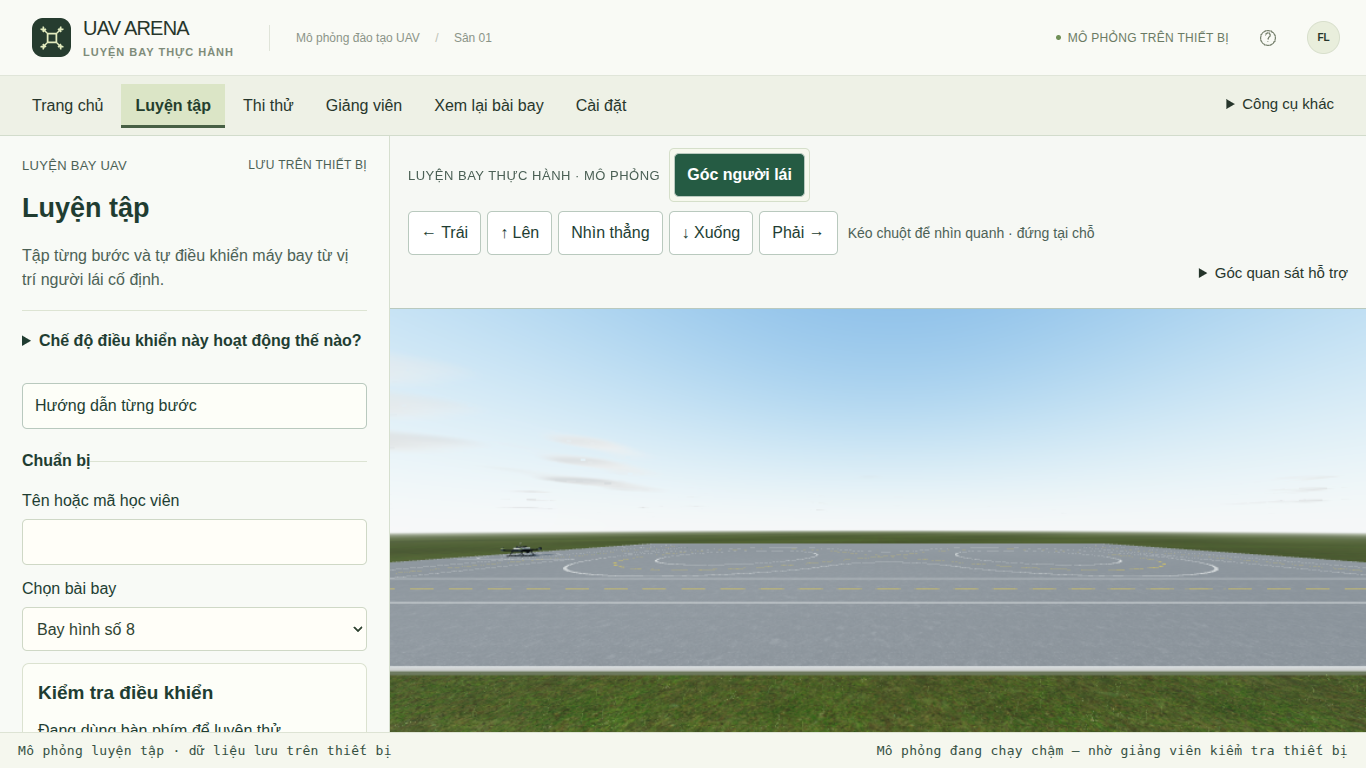 UAV ARENA
LUYỆN BAY THỰC HÀNH
Mô phỏng đào tạo UAV / Sân 01
MÔ PHỎNG TRÊN THIẾT BỊ
FL
Trang chủ
Luyện tập
Thi thử
Giảng viên
Xem lại bài bay
Cài đặt
Công cụ khác
LUYỆN BAY UAV
LƯU TRÊN THIẾT BỊ
Luyện tập
Tập từng bước và tự điều khiển máy bay từ vị
trí người lái cố định.
Chế độ điều khiển này hoạt động thế nào?
Hướng dẫn từng bước
Chuẩn bị
Tên hoặc mã học viên
Chọn bài bay
Bay hình số 8
Kiểm tra điều khiển
Đang dùng bàn phím để luyện thử
LUYỆN BAY THỰC HÀNH · MÔ PHỎNG
Góc người lái
← Trái
↑ Lên
Nhìn thẳng
↓ Xuống
Phải →
Kéo chuột để nhìn quanh · đứng tại chỗ
Góc quan sát hỗ trợ
Mô phỏng luyện tập · dữ liệu lưu trên thiết bị
Mô phỏng đang chạy chậm — nhờ giảng viên kiểm tra thiết bị